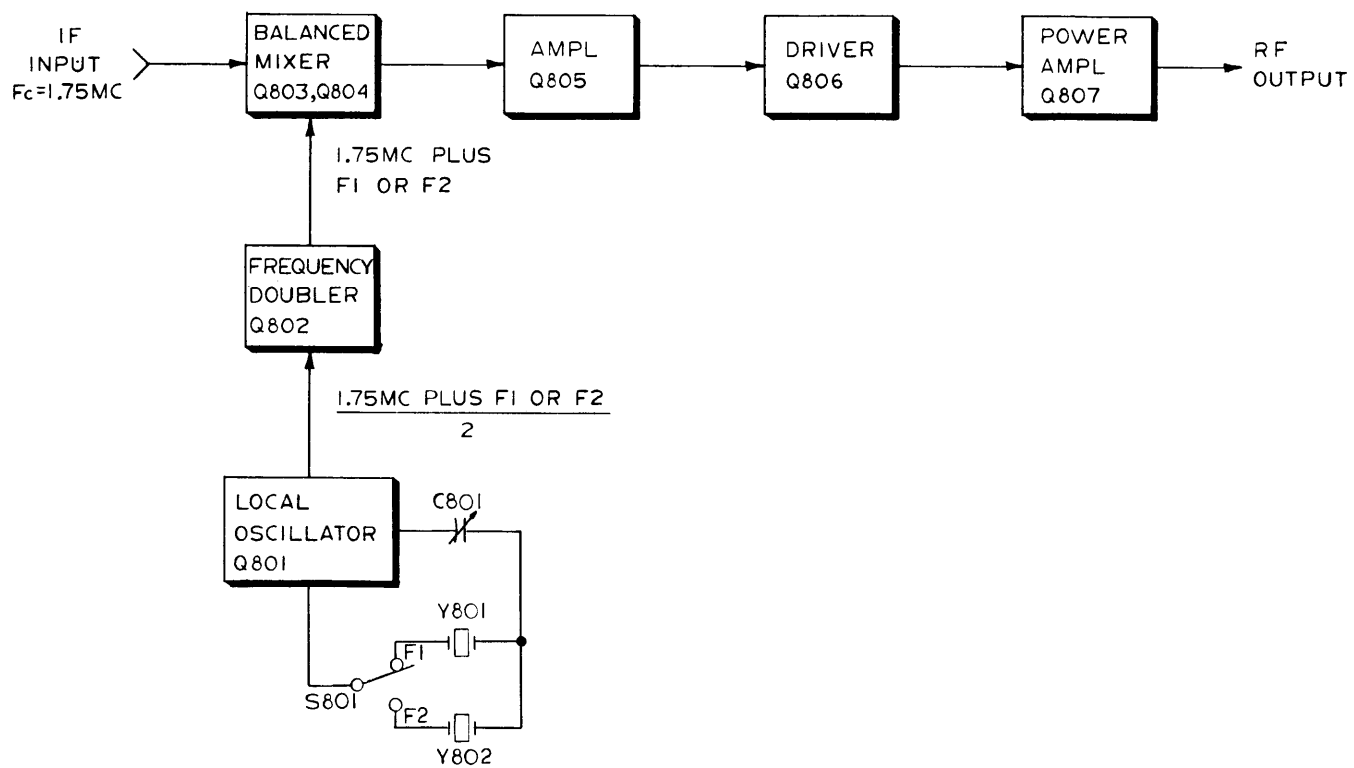 IF
INPUT
Fc=1.75MC
BALANCED
MIXER
Q803,Q804
AMPL
Q805
DRIVER
Q806
POWER
AMPL
Q807
RF
OUTPUT
1.75MC PLUS
F1 OR F2
FREQUENCY
DOUBLER
Q802
1.75MC PLUS F1 OR F2
2
LOCAL
OSCILLATOR
Q801
C801
Y801
F1
S801
F2
Y802